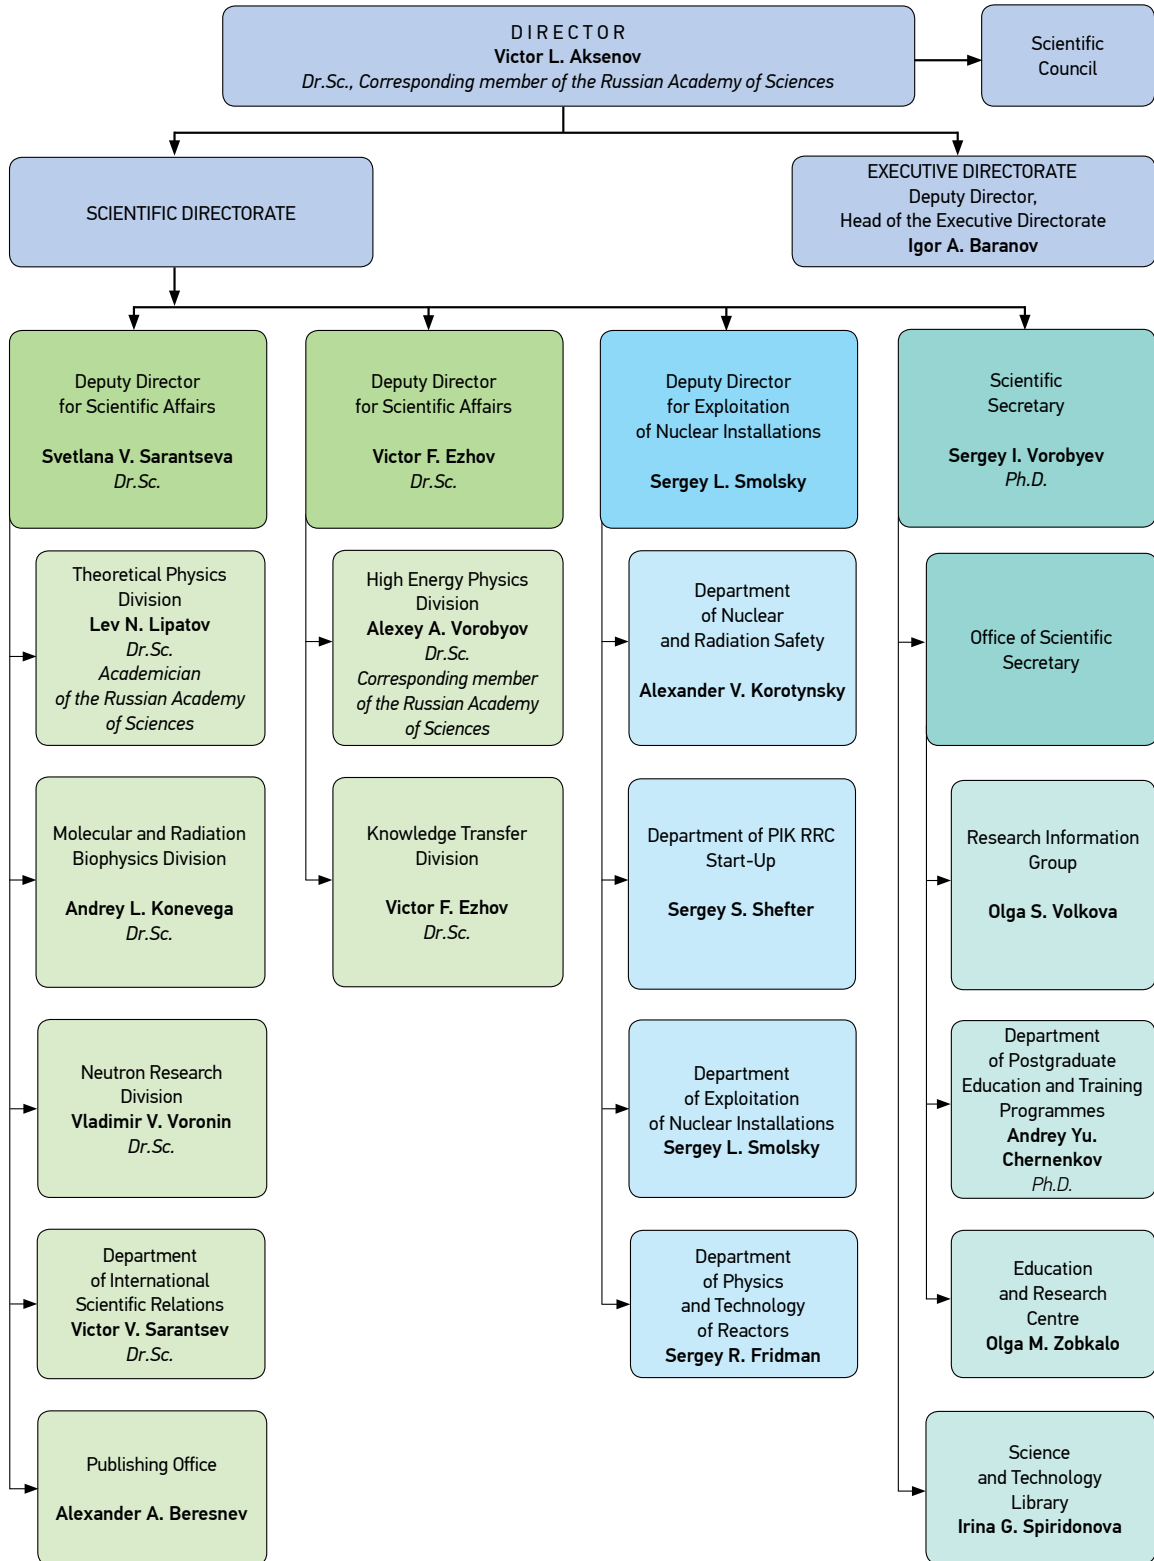 DIRECTOR
Victor L. Aksenov
Dr.Sc., Corresponding member of the Russian Academy of Sciences
Scientific
Council
SCIENTIFIC DIRECTORATE
EXECUTIVE DIRECTORATE
Deputy Director,
Head of the Executive Directorate
Igor A. Baranov
Deputy Director
for Scientific Affairs
Svetlana V. Sarantseva
Dr.Sc.
Deputy Director
for Scientific Affairs
Victor F. Ezhov
Dr.Sc.
Deputy Director
for Exploitation
of Nuclear Installations
Sergey L. Smolsky
Scientific
Secretary
Sergey I. Vorobyev
Ph.D.
Theoretical Physics
Division
Lev N. Lipatov
Dr.Sc.
Academician
of the Russian Academy
of Sciences
High Energy Physics
Division
Alexey A. Vorobyov
Dr.Sc.
Corresponding member
of the Russian Academy
of Sciences
Department
of Nuclear
and Radiation Safety
Alexander V. Korotynsky
Office of Scientific
Secretary
Molecular and Radiation
Biophysics Division
Andrey L. Konevega
Dr.Sc.
Knowledge Transfer
Division
Victor F. Ezhov
Dr.Sc.
Department of PIK RRC
Start-Up
Sergey S. Shefter
Research Information
Group
Olga S. Volkova
Neutron Research
Division
Vladimir V. Voronin
Dr.Sc.
Department
of Exploitation
of Nuclear Installations
Sergey L. Smolsky
Department
of Postgraduate
Education and Training
Programmes
Andrey Yu.
Chernenkov
Ph.D.
Department
of International
Scientific Relations
Victor V. Sarantsev
Dr.Sc.
Department
of Physics
and Technology
of Reactors
Sergey R. Fridman
Education
and Research
Centre
Olga M. Zobkalo
Publishing Office
Alexander A. Beresnev
Science
and Technology
Library
Irina G. Spiridonova